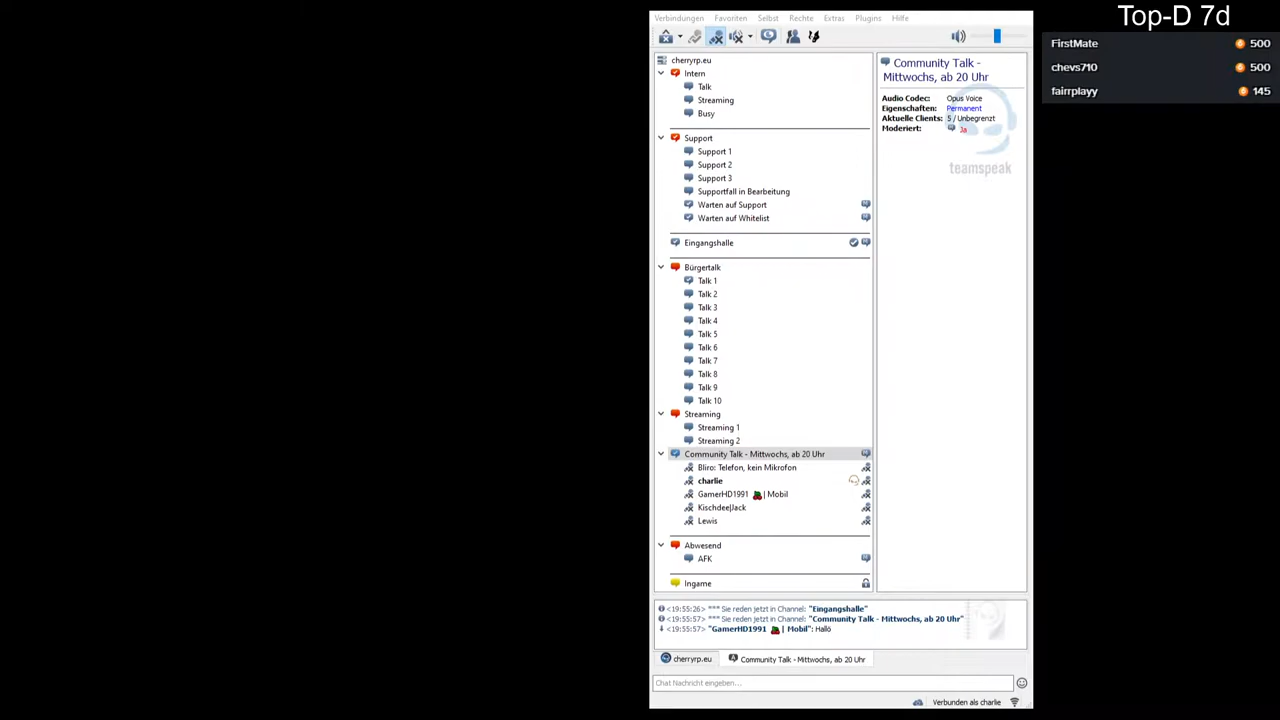 Top-D 7d
Verbindungen Favoriten Selbst Rechte Extras Plugins Hilfe
FirstMate 500
chevs710 500
fairrplayy 145
cherryrp.eu
Intern
Talk
Streaming
Busy
Support
Support 1
Support 2
Support 3
Supportfall in Bearbeitung
Warten auf Support
Warten auf Whitelist
Eingangshalle
Bürgertalk
Talk 1
Talk 2
Talk 3
Talk 4
Talk 5
Talk 6
Talk 7
Talk 8
Talk 9
Talk 10
Streaming
Streaming 1
Streaming 2
Community Talk - Mittwochs, ab 20 Uhr
Bliro: Telefon, kein Mikrofon
charlie
GamerHD1991 | Mobil
Kischdee|Jack
Lewis
Abwesend
AFK
Ingame
Community Talk -
Mittwochs, ab 20 Uhr
Audio Codec: Opus Voice
Eigenschaften: Permanent
Aktuelle Clients: 5 / Unbegrenzt
Moderiert: Ja
teamspeak
<19:55:26> *** Sie reden jetzt in Channel: "Eingangshalle"
<19:55:57> *** Sie reden jetzt in Channel: "Community Talk - Mittwochs, ab 20 Uhr"
<19:55:57> "GamerHD1991 | Mobil": Hallö
cherryrp.eu Community Talk - Mittwochs, ab 20 Uhr
Chat Nachricht eingeben...
Verbunden als charlie